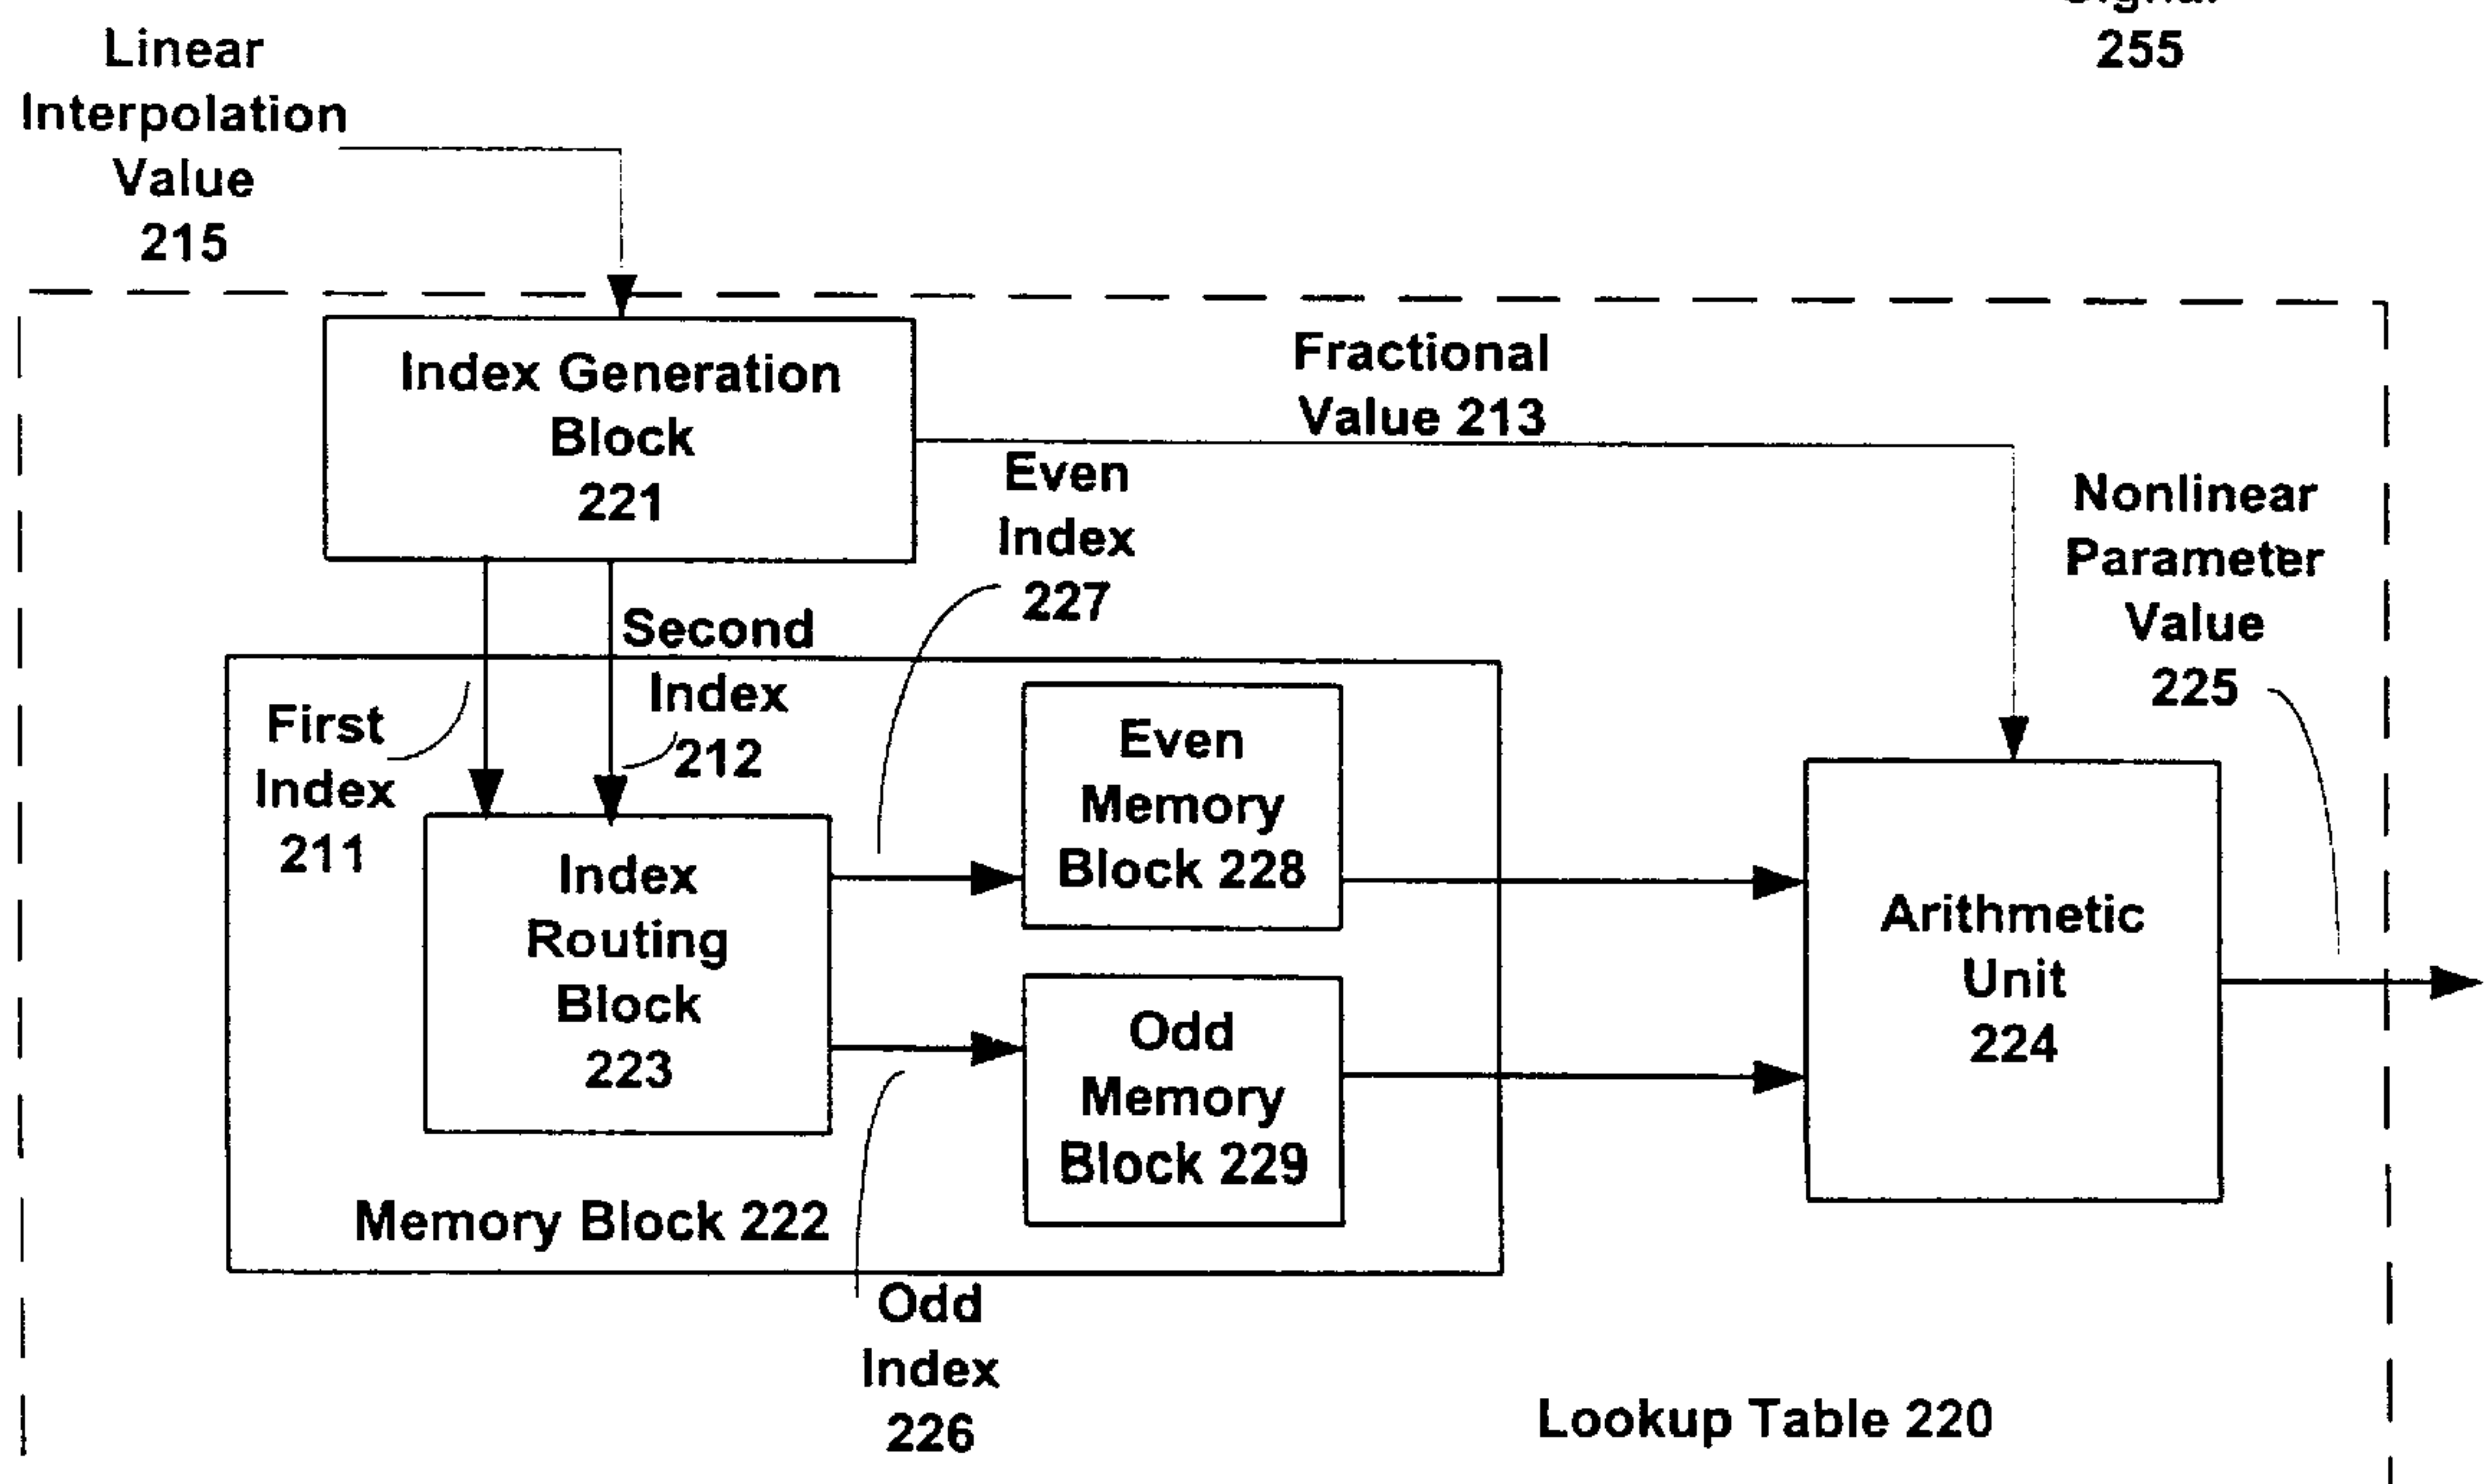 255
Linear
Interpolation
Value
215
Index Generation
Block
221
Fractional
Value 213
Even
Index
227
Nonlinear
Parameter
Value
225
Second
Index
212
First
Index
211
Index
Routing
Block
223
Even
Memory
Block 228
Odd
Memory
Block 229
Arithmetic
Unit
224
Memory Block 222
Odd
Index
226
Lookup Table 220